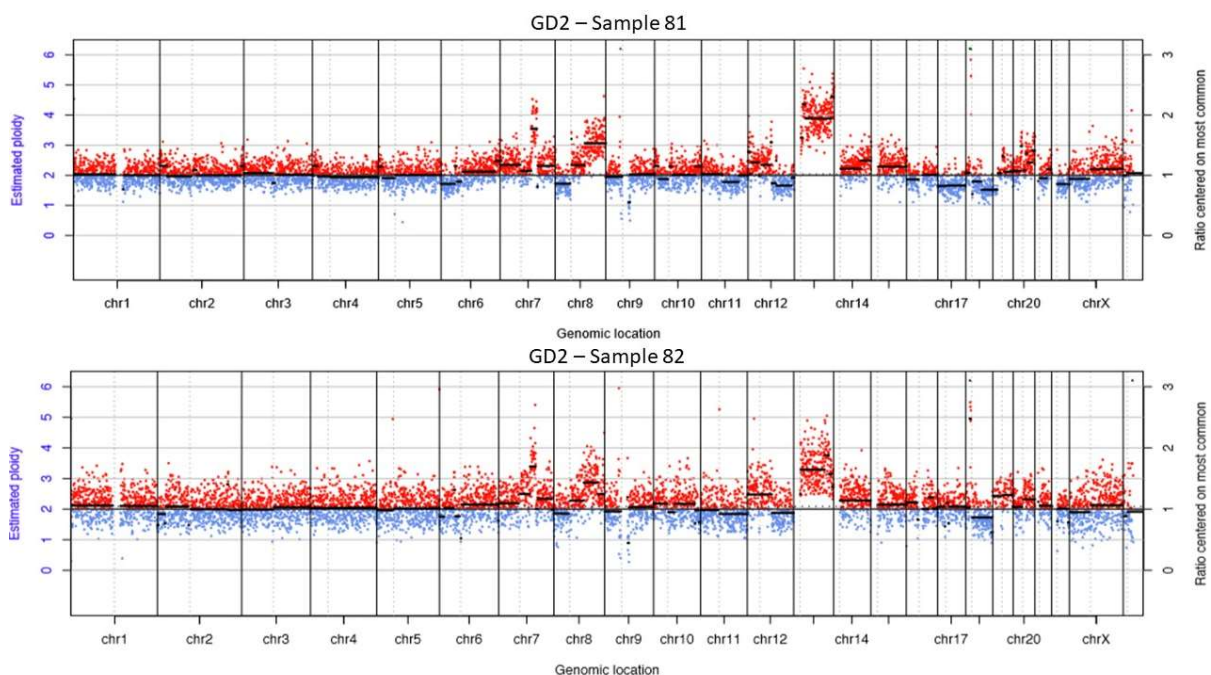 GD2 – Sample 81
6
5
4
3
2
1
0
Estimated ploidy
3
2
1
0
Ratio centered on most common
chr1 chr2 chr3 chr4 chr5 chr6 chr7 chr8 chr9 chr10 chr11 chr12 chr14 chr17 chr20 chrX
Genomic location
GD2 – Sample 82
6
5
4
3
2
1
0
Estimated ploidy
3
2
1
0
Ratio centered on most common
chr1 chr2 chr3 chr4 chr5 chr6 chr7 chr8 chr9 chr10 chr11 chr12 chr14 chr17 chr20 chrX
Genomic location